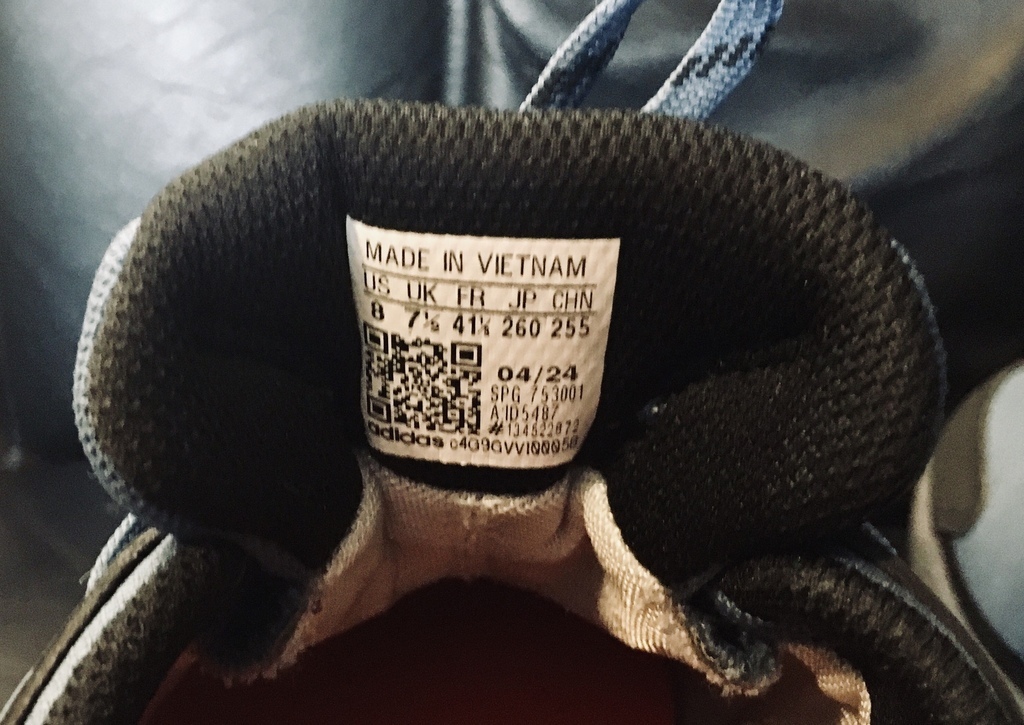 MADE IN VIETNAM
US UK FR JP CHN
8 7½ 41⅓ 260 255
04/24
SPG 753001
A ID5487
#134522872
adidas